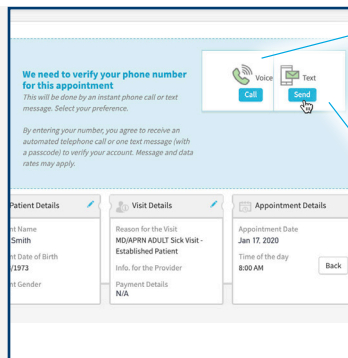 We need to verify your phone number
for this appointment
This will be done by an instant phone call or text
message. Select your preference.
By entering your number, you agree to receive an
automated telephone call or one text message (with
a passcode) to verify your account. Message and data
rates may apply.
Voice
Call
Text
Send
Patient Details
nt Name
Smith
nt Date of Birth
/1973
nt Gender
Visit Details
Reason for the Visit
MD/APRN ADULT Sick Visit -
Established Patient
Info. for the Provider
Payment Details
N/A
Appointment Details
Appointment Date
Jan 17, 2020
Time of the day
8:00 AM
Back